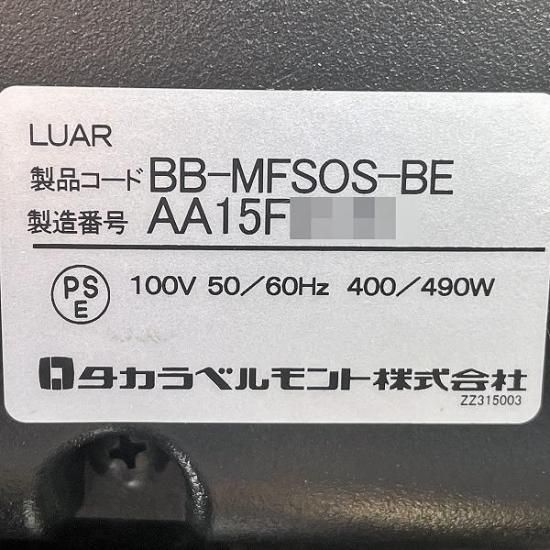 LUAR
製品コード BB-MFSOS-BE
製造番号 AA15F
PSE 100V 50/60Hz 400/490W
タカラベルモント株式会社
ZZ315003